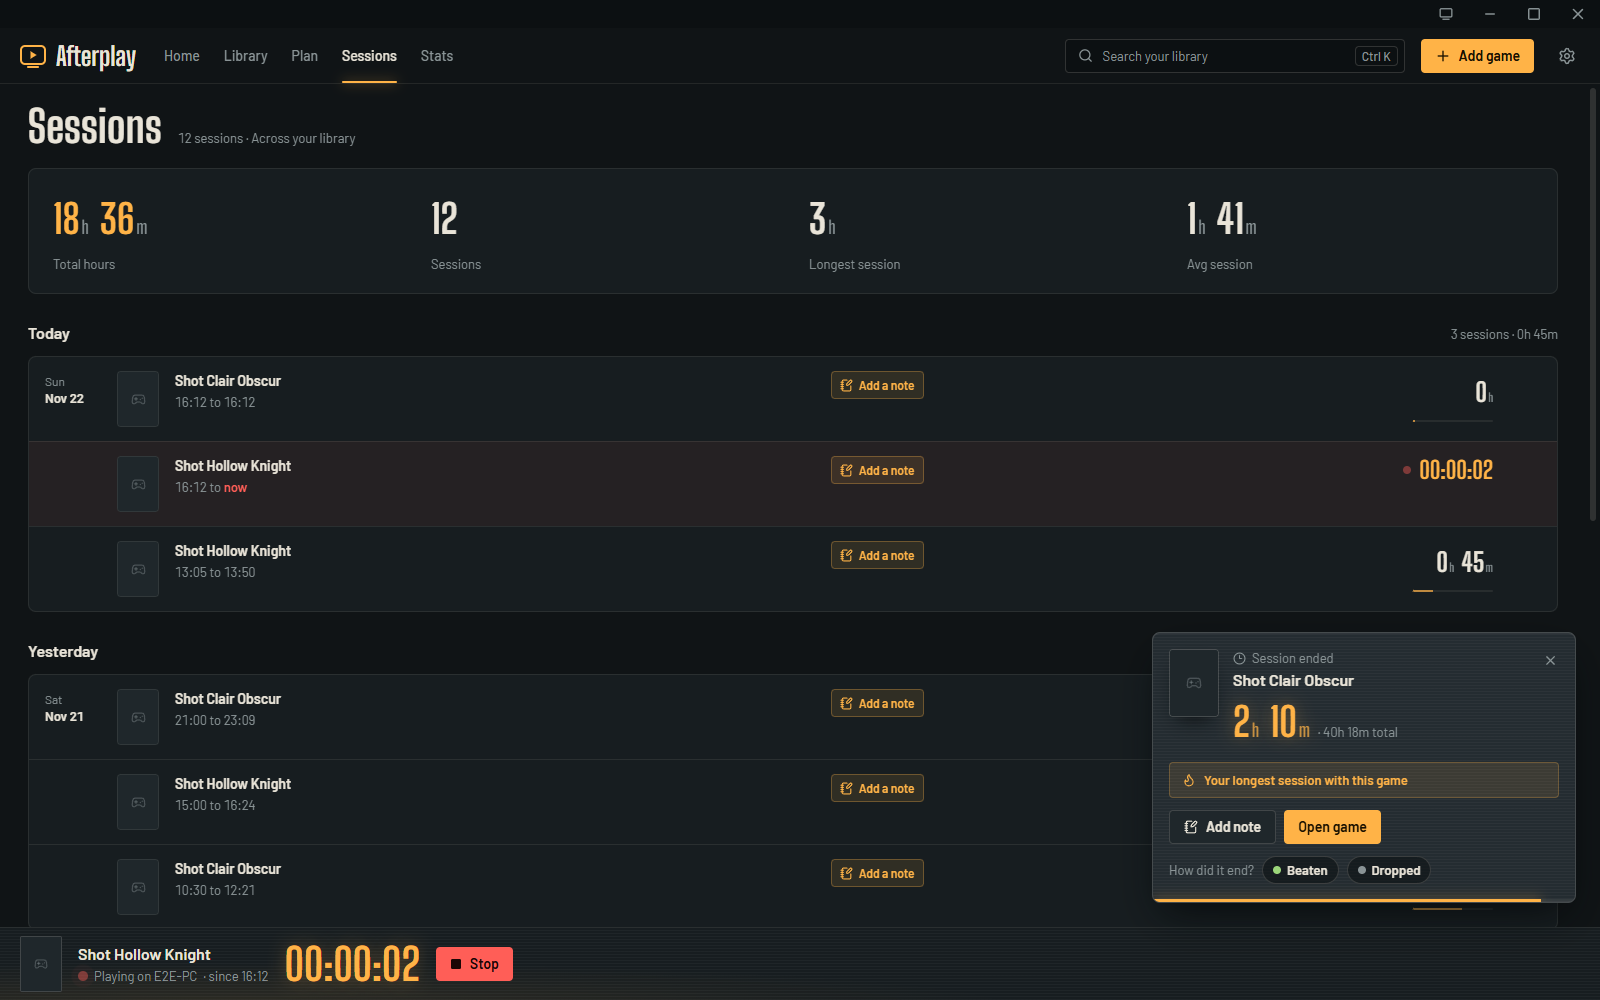 Afterplay
Home
Library
Plan
Sessions
Stats
Search your library
Ctrl K
Add game
Sessions
12 sessions · Across your library
18h 36m
Total hours
12
Sessions
3h
Longest session
1h 41m
Avg session
Today
3 sessions · 0h 45m
Sun
Nov 22
Shot Clair Obscur
16:12 to 16:12
Add a note
0h
Shot Hollow Knight
16:12 to now
Add a note
00:00:02
Shot Hollow Knight
13:05 to 13:50
Add a note
0h 45m
Yesterday
Sat
Nov 21
Shot Clair Obscur
21:00 to 23:09
Add a note
Shot Hollow Knight
15:00 to 16:24
Add a note
Shot Clair Obscur
10:30 to 12:21
Add a note
Session ended
Shot Clair Obscur
2h 10m · 40h 18m total
Your longest session with this game
Add note
Open game
How did it end?
Beaten
Dropped
Shot Hollow Knight
Playing on E2E-PC · since 16:12
00:00:02
Stop